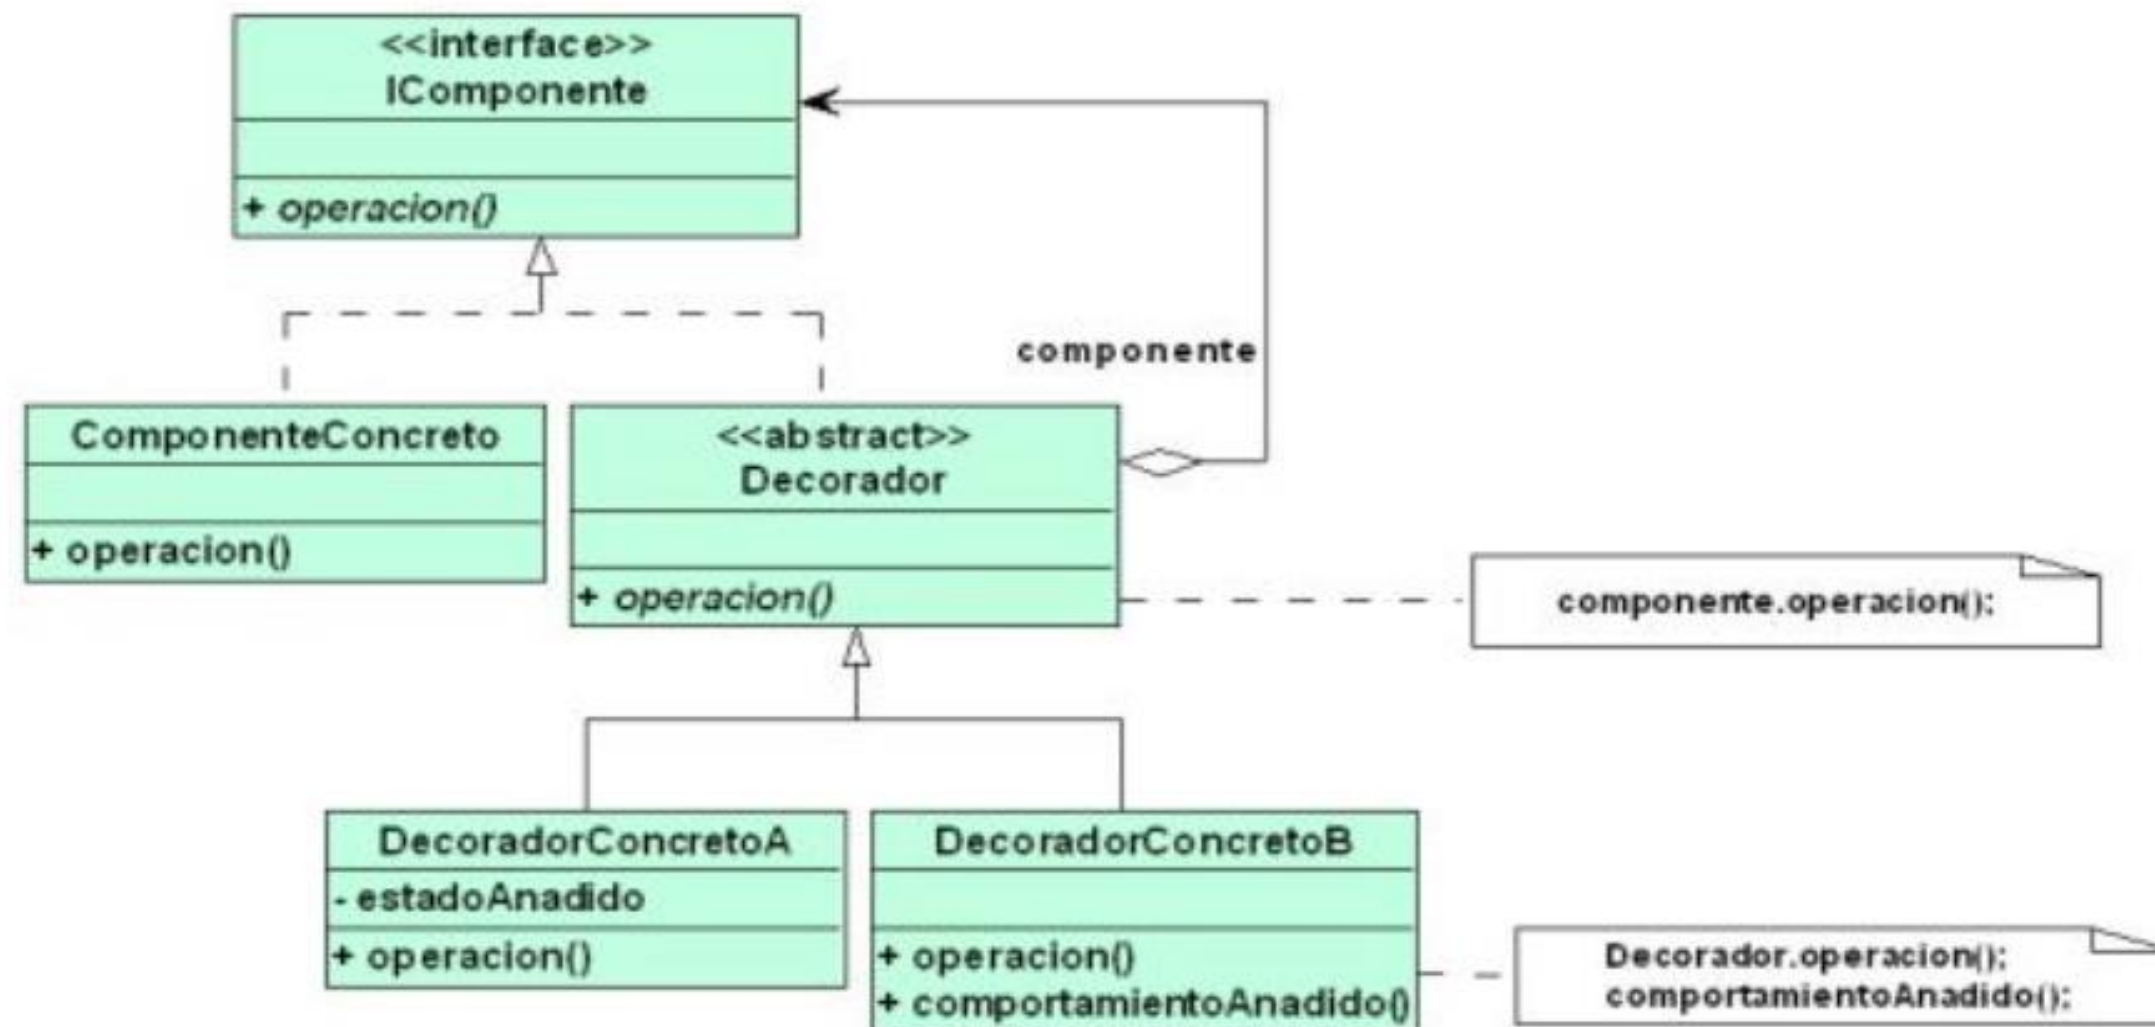 <<interface>>
IComponente
+ operacion()
componente
ComponenteConcreto
+ operacion()
<<abstract>>
Decorador
+ operacion()
componente.operacion();
DecoradorConcretoA
- estadoAnadido
+ operacion()
DecoradorConcretoB
+ operacion()
+ comportamientoAnadido()
Decorador.operacion();
comportamientoAnadido();